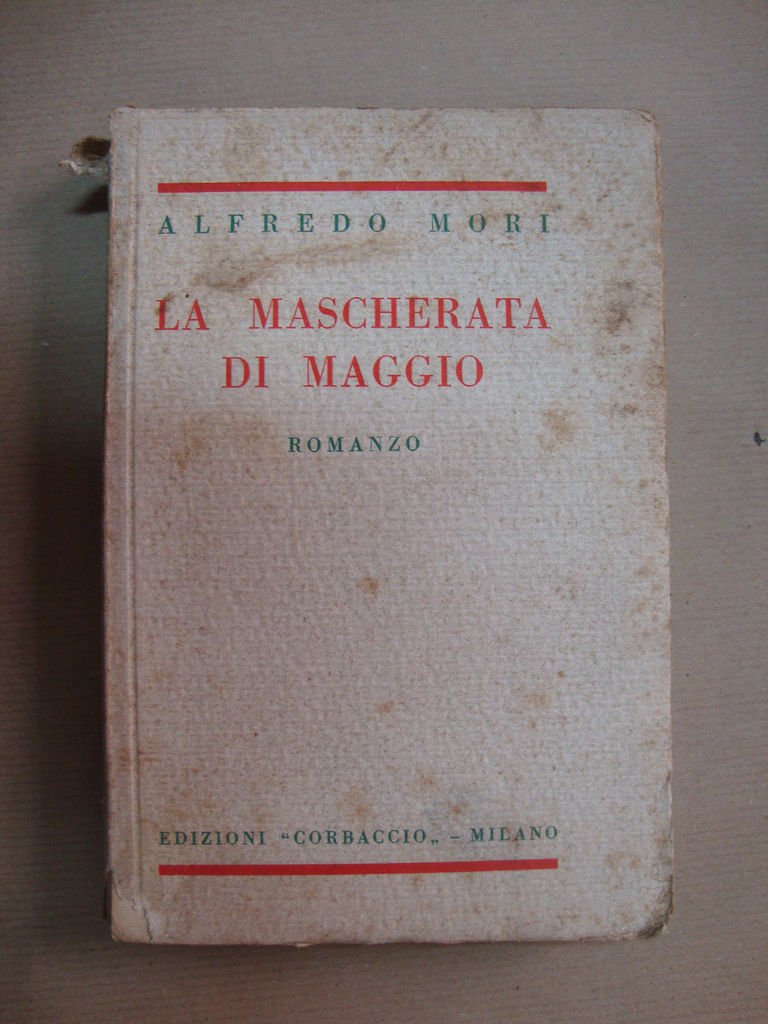 ALFREDO MORI
LA MASCHERATA
DI MAGGIO
ROMANZO
EDIZIONI “CORBACCIO„ – MILANO